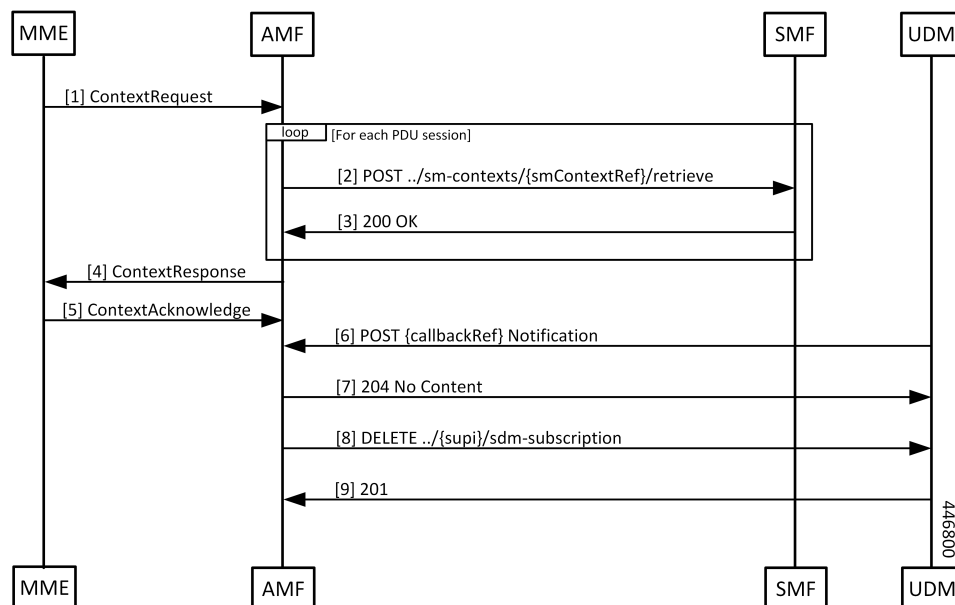 MME
AMF
SMF
UDM
[1] ContextRequest
loop
[For each PDU session]
[2] POST ../sm-contexts/{smContextRef}/retrieve
[3] 200 OK
[4] ContextResponse
[5] ContextAcknowledge
[6] POST {callbackRef} Notification
[7] 204 No Content
[8] DELETE ../{supi}/sdm-subscription
[9] 201
446800
MME
AMF
SMF
UDM